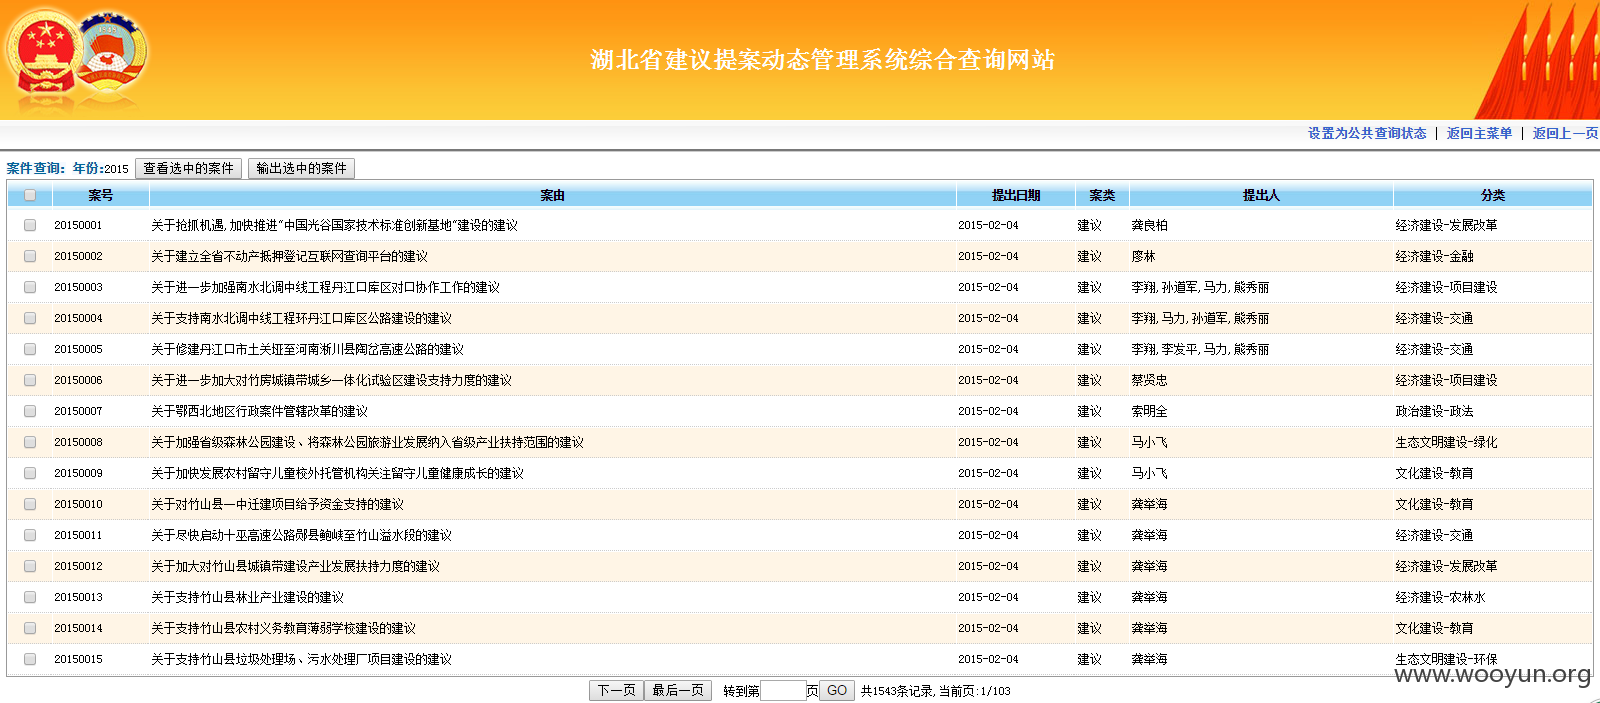 湖北省建议提案动态管理系统综合查询网站
设置为公共查询状态 | 返回主菜单 | 返回上一页
案件查询: 年份:2015 查看选中的案件 输出选中的案件
案号 案由 提出日期 案类 提出人 分类
20150001 关于抢抓机遇,加快推进“中国光谷国家技术标准创新基地”建设的建议 2015-02-04 建议 龚良柏 经济建设-发展改革
20150002 关于建立全省不动产抵押登记互联网查询平台的建议 2015-02-04 建议 廖林 经济建设-金融
20150003 关于进一步加强南水北调中线工程丹江口库区对口协作工作的建议 2015-02-04 建议 李翔,孙道军,马力,熊秀丽 经济建设-项目建设
20150004 关于支持南水北调中线工程环丹江口库区公路建设的建议 2015-02-04 建议 李翔,马力,孙道军,熊秀丽 经济建设-交通
20150005 关于修建丹江口市土关垭至河南淅川县陶岔高速公路的建议 2015-02-04 建议 李翔,李发平,马力,熊秀丽 经济建设-交通
20150006 关于进一步加大对竹房城镇带城乡一体化试验区建设支持力度的建议 2015-02-04 建议 蔡贤忠 经济建设-项目建设
20150007 关于鄂西北地区行政案件管辖改革的建议 2015-02-04 建议 索明全 政治建设-政法
20150008 关于加强省级森林公园建设、将森林公园旅游业发展纳入省级产业扶持范围的建议 2015-02-04 建议 马小飞 生态文明建设-绿化
20150009 关于加快发展农村留守儿童校外托管机构关注留守儿童健康成长的建议 2015-02-04 建议 马小飞 文化建设-教育
20150010 关于对竹山县一中迁建项目给予资金支持的建议 2015-02-04 建议 龚举海 文化建设-教育
20150011 关于尽快启动十巫高速公路郧县鲍峡至竹山溢水段的建议 2015-02-04 建议 龚举海 经济建设-交通
20150012 关于加大对竹山县城镇带建设产业发展扶持力度的建议 2015-02-04 建议 龚举海 经济建设-发展改革
20150013 关于支持竹山县林业产业建设的建议 2015-02-04 建议 龚举海 经济建设-农林水
20150014 关于支持竹山县农村义务教育薄弱学校建设的建议 2015-02-04 建议 龚举海 文化建设-教育
20150015 关于支持竹山县垃圾处理场、污水处理厂项目建设的建议 2015-02-04 建议 龚举海 生态文明建设-环保
www.wooyun.org
下一页 最后一页 转到第 页 GO 共1543条记录,当前页:1/103